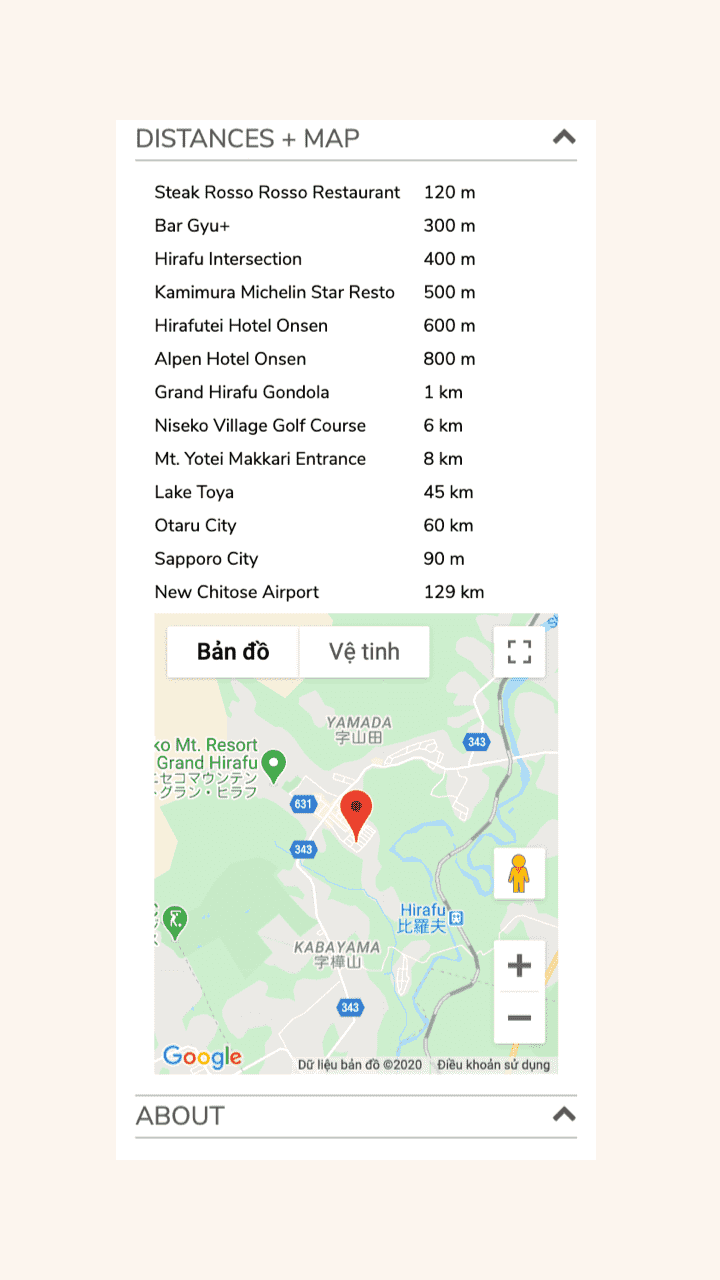 DISTANCES + MAP
Steak Rosso Rosso Restaurant 120 m
Bar Gyu+ 300 m
Hirafu Intersection 400 m
Kamimura Michelin Star Resto 500 m
Hirafutei Hotel Onsen 600 m
Alpen Hotel Onsen 800 m
Grand Hirafu Gondola 1 km
Niseko Village Golf Course 6 km
Mt. Yotei Makkari Entrance 8 km
Lake Toya 45 km
Otaru City 60 km
Sapporo City 90 m
New Chitose Airport 129 km
Bản đồ Vệ tinh
YAMADA
字山田
343
ko Mt. Resort
Grand Hirafu
ニセコマウンテン
・グラン・ヒラフ
631
343
Hirafu
比羅夫
KABAYAMA
字樺山
343
Google
Dữ liệu bản đồ ©2020 Điều khoản sử dụng
ABOUT